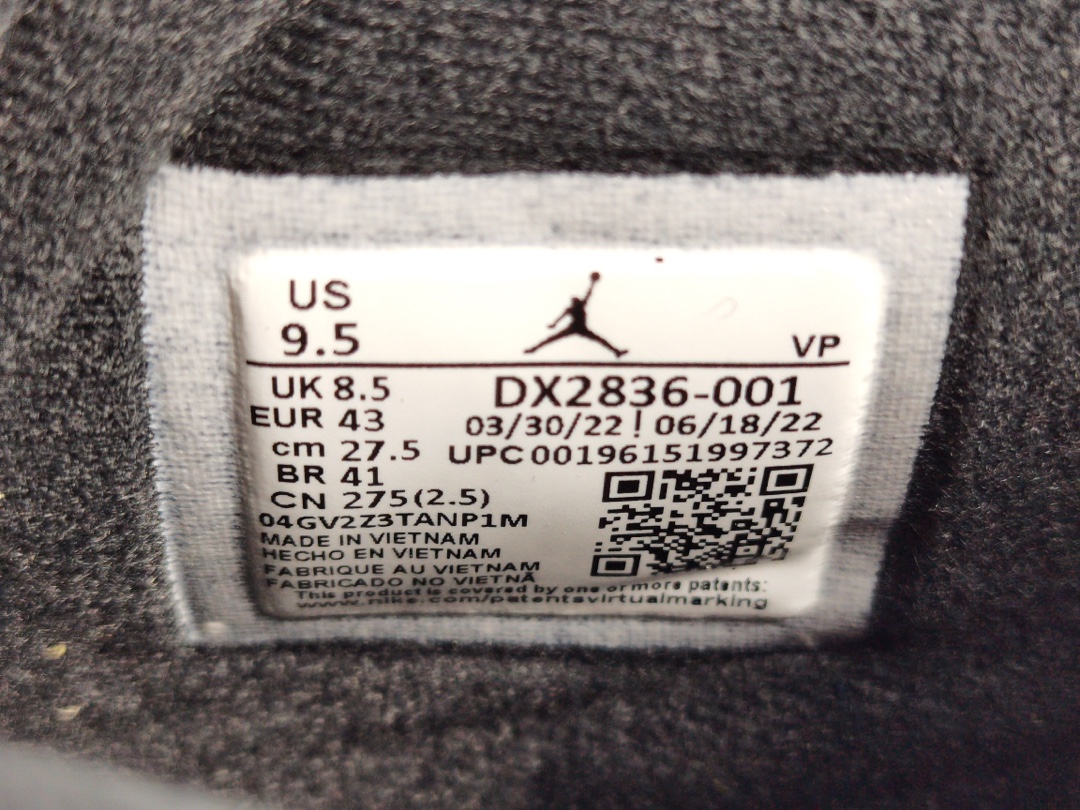 US
9.5
VP
UK 8.5
EUR 43
cm 27.5
BR 41
CN 275(2.5)
DX2836-001
03/30/22 ! 06/18/22
UPC001961519973​72
04GV2Z3TANP1M
MADE IN VIETNAM
HECHO EN VIETNAM
FABRIQUE AU VIETNAM
FABRICADO NO VIETNÃ
This product is covered by one or more patents:
www.nike.com/patentsvirtualmarking